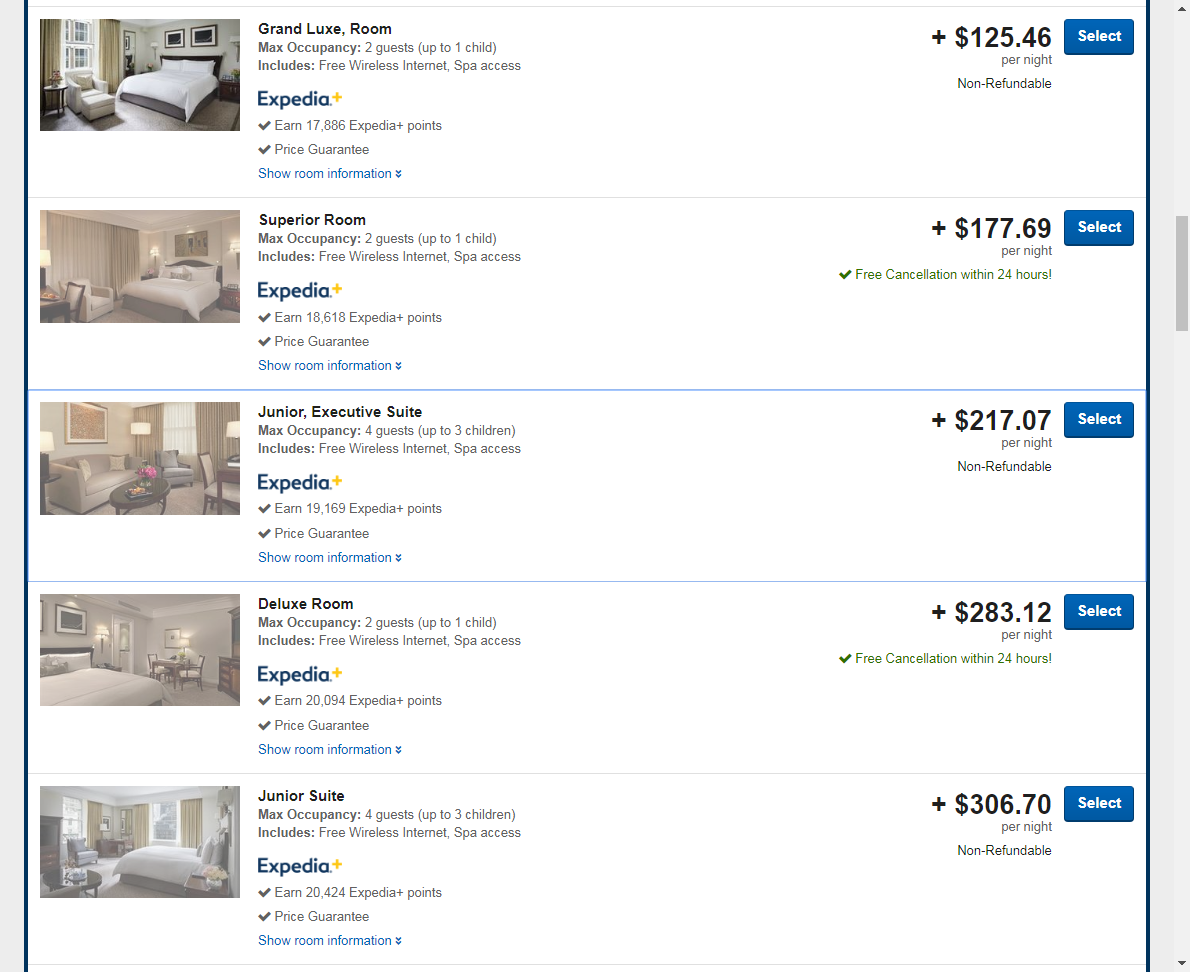 Grand Luxe, Room
Max Occupancy: 2 guests (up to 1 child)
Includes: Free Wireless Internet, Spa access
Expedia+
Earn 17,886 Expedia+ points
Price Guarantee
Show room information
+ $125.46
per night
Non-Refundable
Select
Superior Room
Max Occupancy: 2 guests (up to 1 child)
Includes: Free Wireless Internet, Spa access
Expedia+
Earn 18,618 Expedia+ points
Price Guarantee
Show room information
+ $177.69
per night
Free Cancellation within 24 hours!
Select
Junior, Executive Suite
Max Occupancy: 4 guests (up to 3 children)
Includes: Free Wireless Internet, Spa access
Expedia+
Earn 19,169 Expedia+ points
Price Guarantee
Show room information
+ $217.07
per night
Non-Refundable
Select
Deluxe Room
Max Occupancy: 2 guests (up to 1 child)
Includes: Free Wireless Internet, Spa access
Expedia+
Earn 20,094 Expedia+ points
Price Guarantee
Show room information
+ $283.12
per night
Free Cancellation within 24 hours!
Select
Junior Suite
Max Occupancy: 4 guests (up to 3 children)
Includes: Free Wireless Internet, Spa access
Expedia+
Earn 20,424 Expedia+ points
Price Guarantee
Show room information
+ $306.70
per night
Non-Refundable
Select